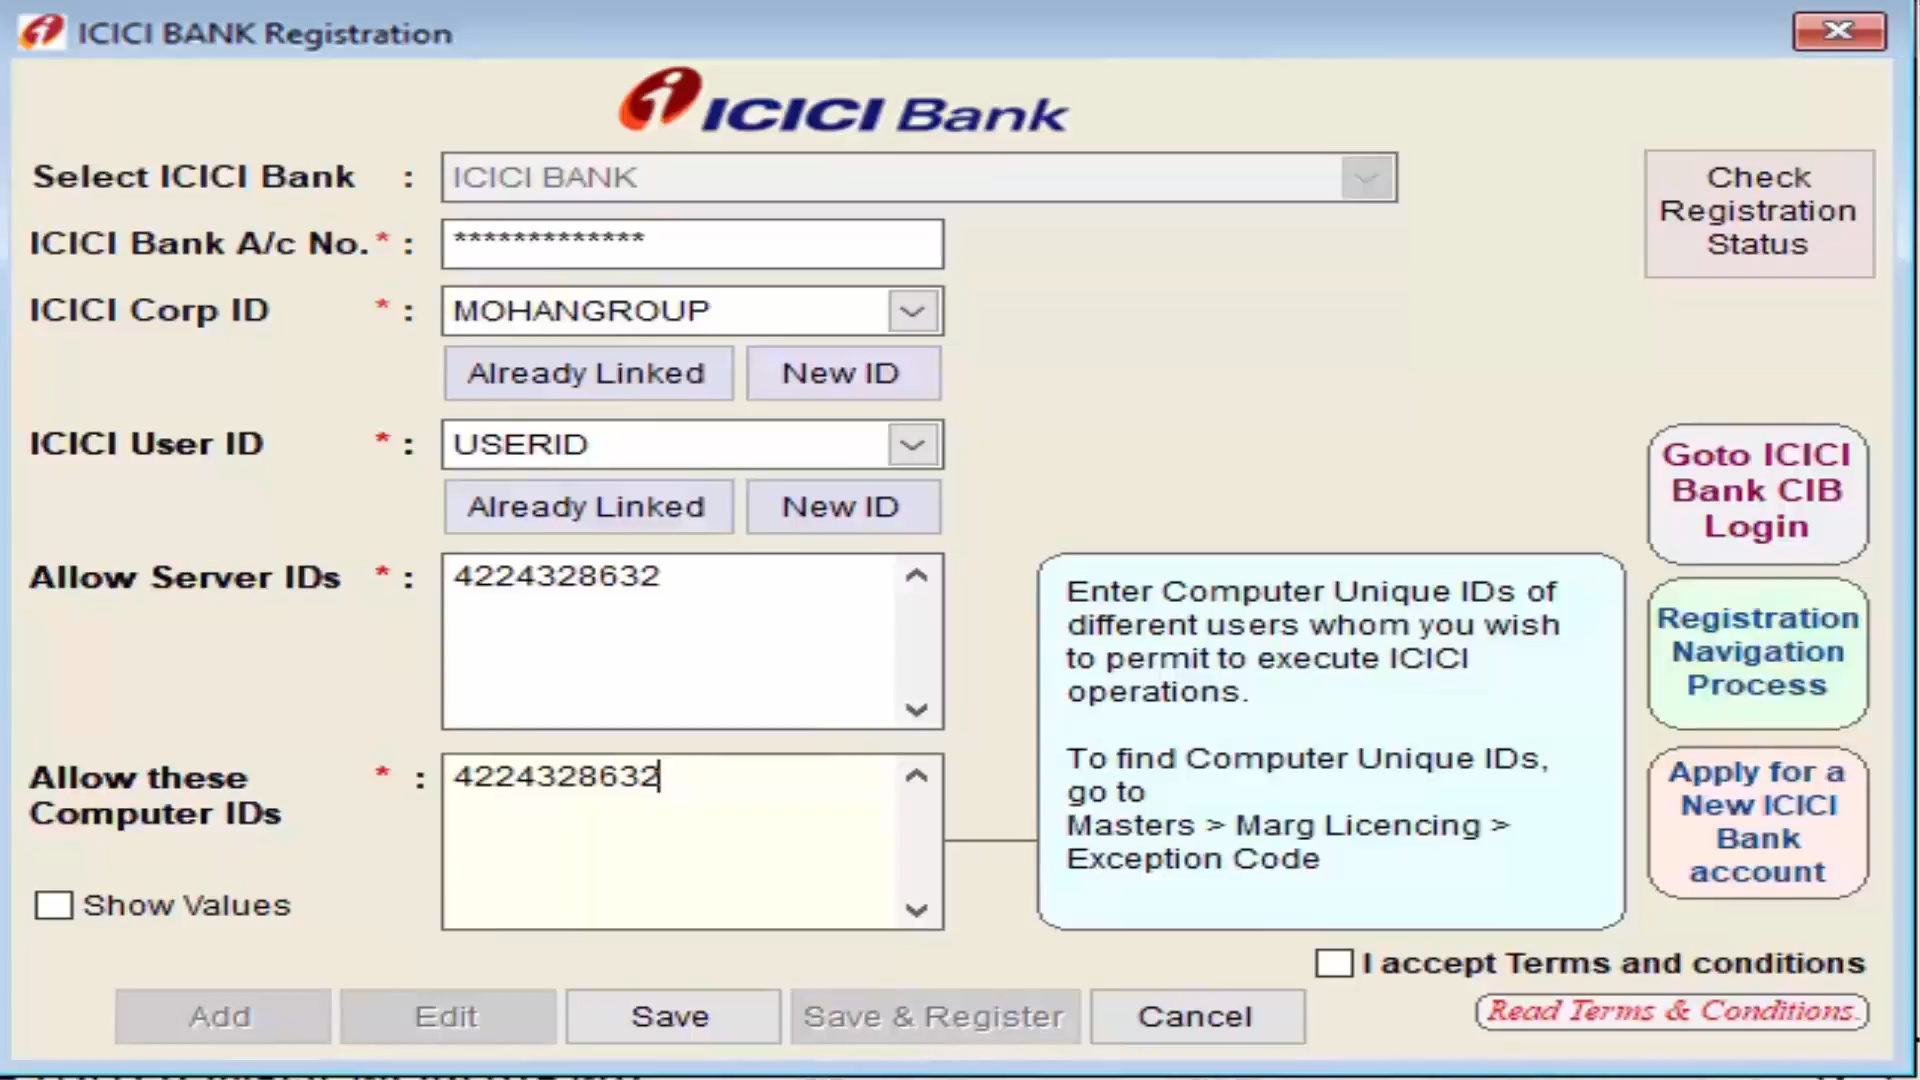 ICICI BANK Registration
ICICI Bank
Select ICICI Bank : ICICI BANK
ICICI Bank A/c No.* : *************
ICICI Corp ID * : MOHANGROUP
Already Linked New ID
ICICI User ID * : USERID
Already Linked New ID
Allow Server IDs * : 4224328632
Allow these * : 4224328632
Computer IDs
Show Values
Enter Computer Unique IDs of
different users whom you wish
to permit to execute ICICI
operations.
To find Computer Unique IDs,
go to
Masters > Marg Licencing >
Exception Code
Check
Registration
Status
Goto ICICI
Bank CIB
Login
Registration
Navigation
Process
Apply for a
New ICICI
Bank
account
I accept Terms and conditions
Read Terms & Conditions.
Add Edit Save Save & Register Cancel